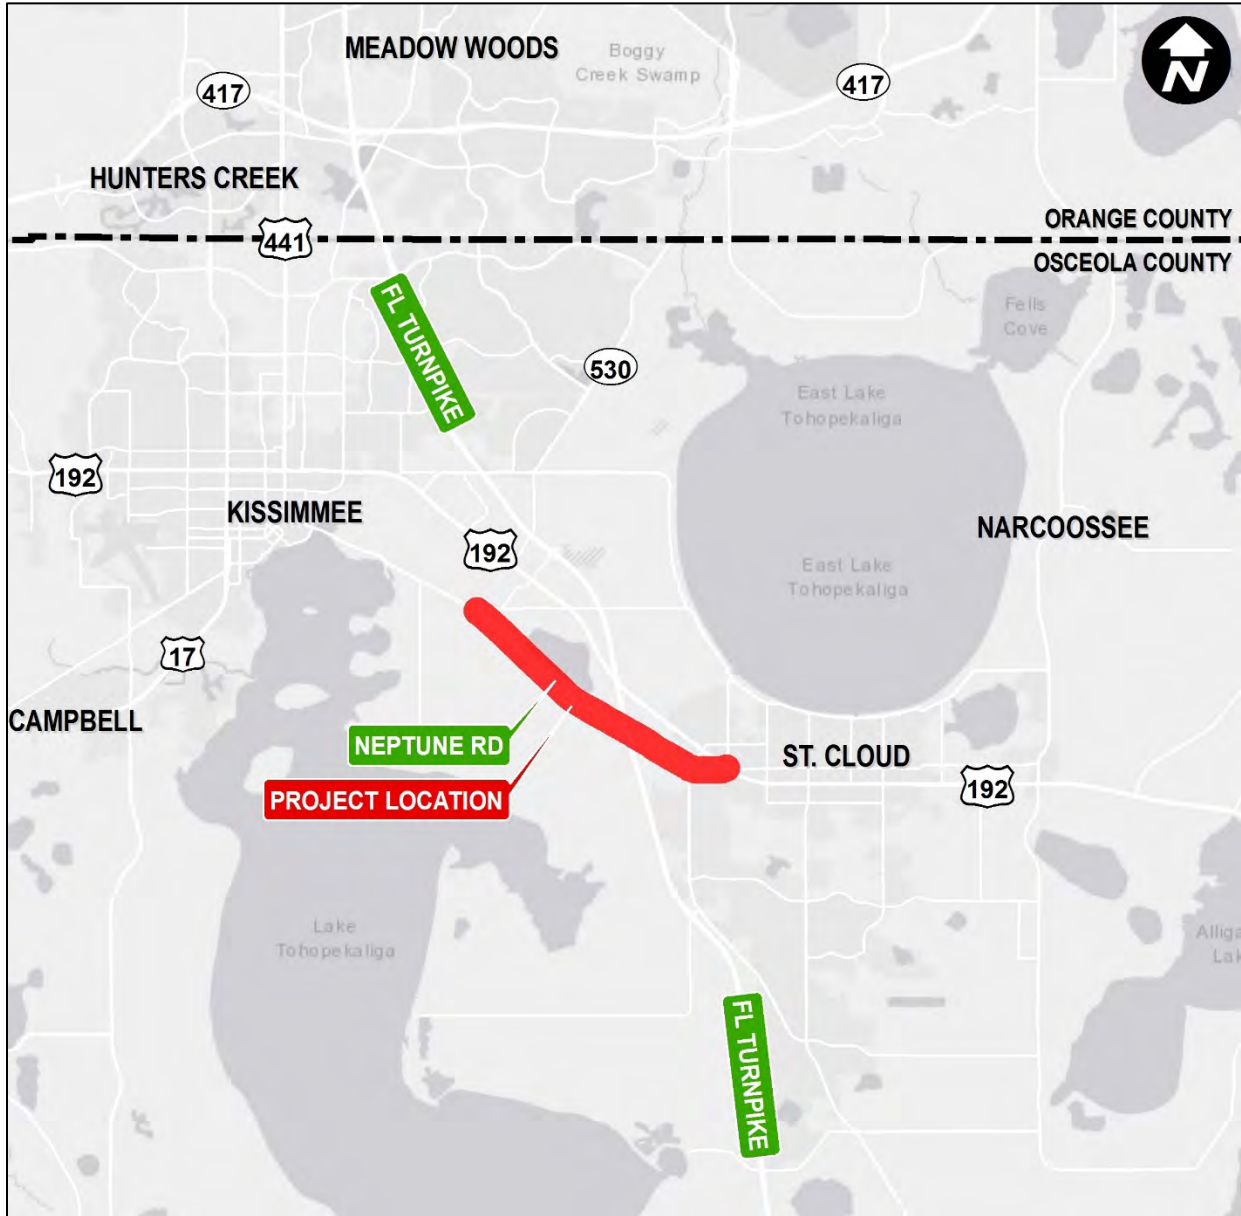 MEADOW WOODS
Boggy
Creek Swamp
N
417
417
HUNTERS CREEK
ORANGE COUNTY
441
OSCEOLA COUNTY
FL TURNPIKE
Fells
Cove
530
East Lake
Tohopekaliga
192
KISSIMMEE
NARCOOSSEE
192
East Lake
Tohopekaliga
17
CAMPBELL
NEPTUNE RD
ST. CLOUD
PROJECT LOCATION
192
Lake
Tohopekaliga
Alliga
Lak
FL TURNPIKE